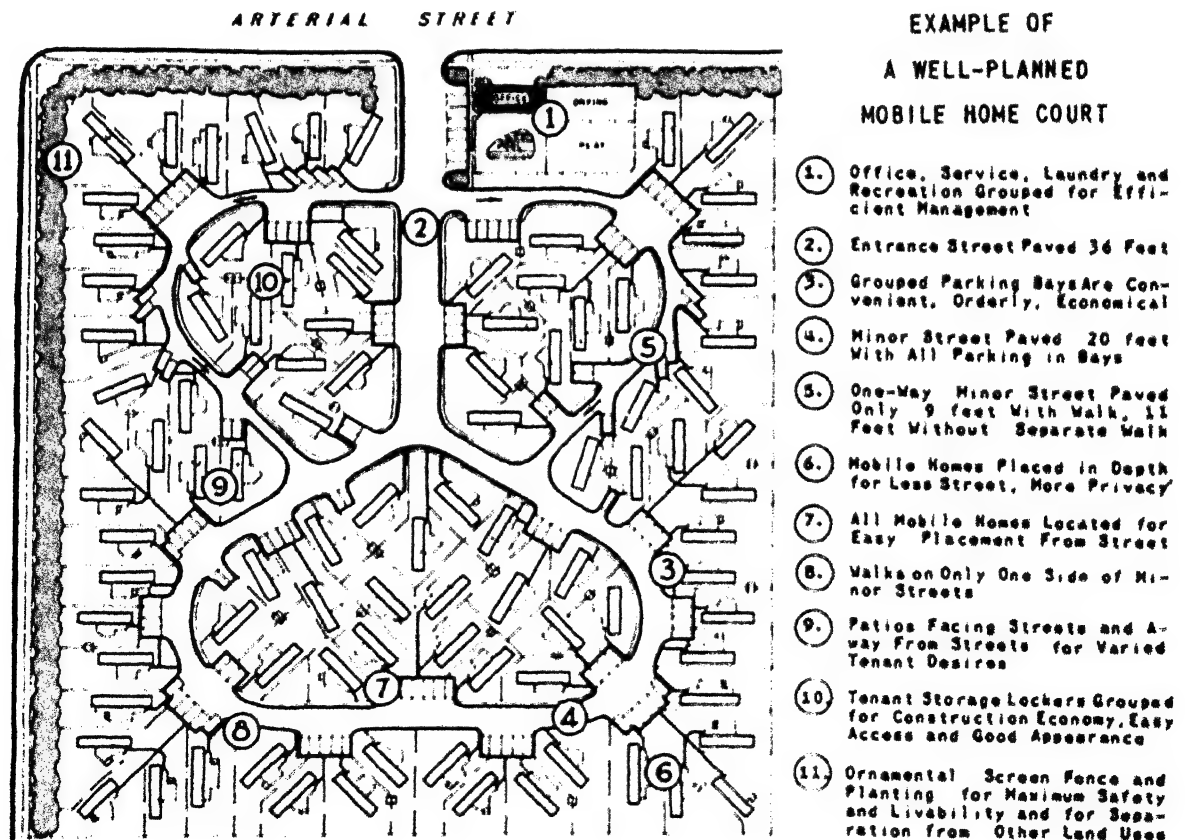 ARTERIAL STREET
EXAMPLE OF
A WELL-PLANNED
MOBILE HOME COURT
OFFICE
DRYING
PLAY
1
2
3
4
5
6
7
8
9
10
11
1. Office, Service, Laundry and
Recreation Grouped for Effi-
cient Management
2. Entrance Street Paved 36 Feet
3. Grouped Parking Bays Are Con-
venient, Orderly, Economical
4. Minor Street Paved 20 feet
With All Parking in Bays
5. One-Way Minor Street Paved
Only 9 feet With Walk, 11
Feet Without Separate Walk
6. Mobile Homes Placed in Depth
for Less Street, More Privacy
7. All Mobile Homes Located for
Easy Placement From Street
8. Walks on Only One Side of Mi-
nor Streets
9. Patios Facing Streets and A-
way From Streets for Varied
Tenant Desires
10. Tenant Storage Lockers Grouped
for Construction Economy, Easy
Access and Good Appearance
11. Ornamental Screen Fence and
Planting for Maximum Safety
and Livability and for Sepa-
ration from Other Land Uses